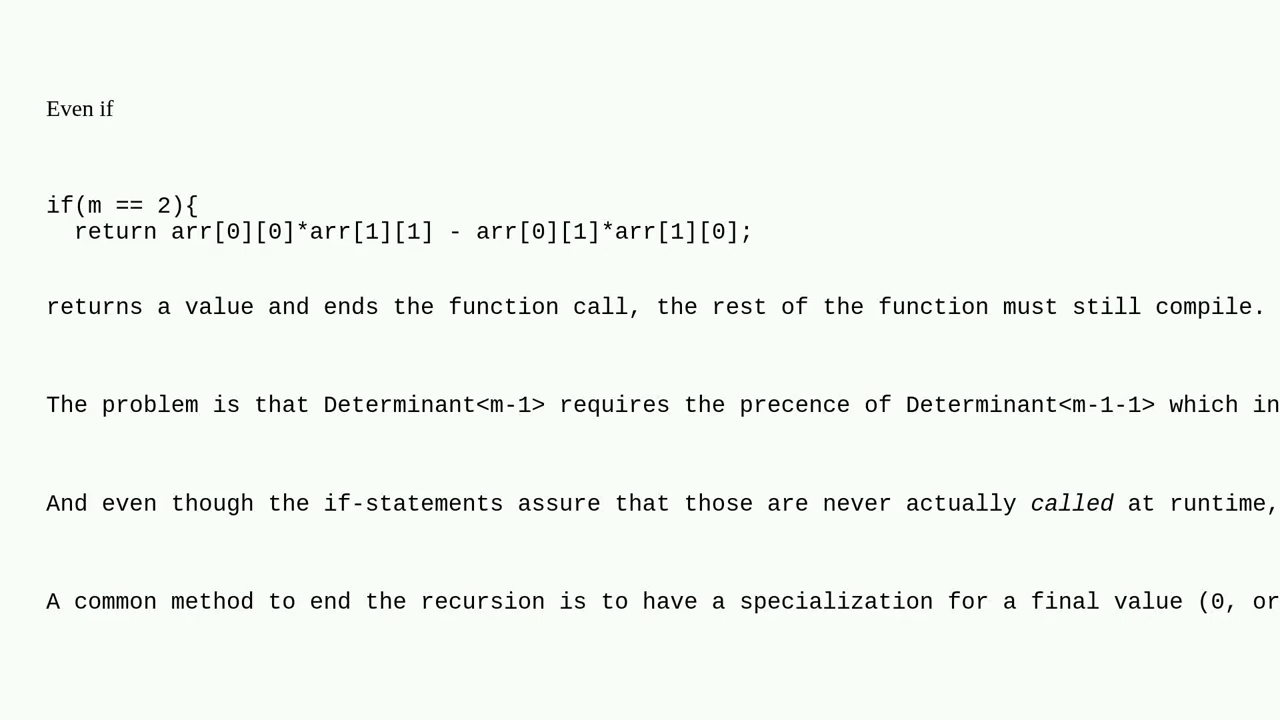 Even if
if(m == 2){
  return arr[0][0]*arr[1][1] - arr[0][1]*arr[1][0];
returns a value and ends the function call, the rest of the function must still compile.
The problem is that Determinant<m-1> requires the precence of Determinant<m-1-1> which in
And even though the if-statements assure that those are never actually called at runtime,
A common method to end the recursion is to have a specialization for a final value (0, or